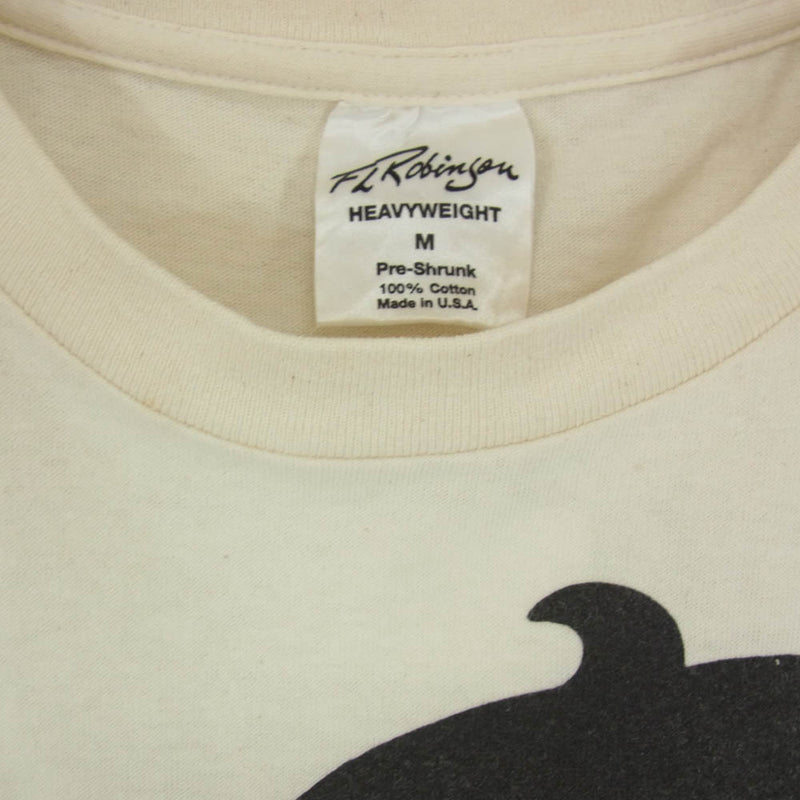 FL Robinson
HEAVYWEIGHT
M
Pre-Shrunk
100% Cotton
Made in U.S.A.